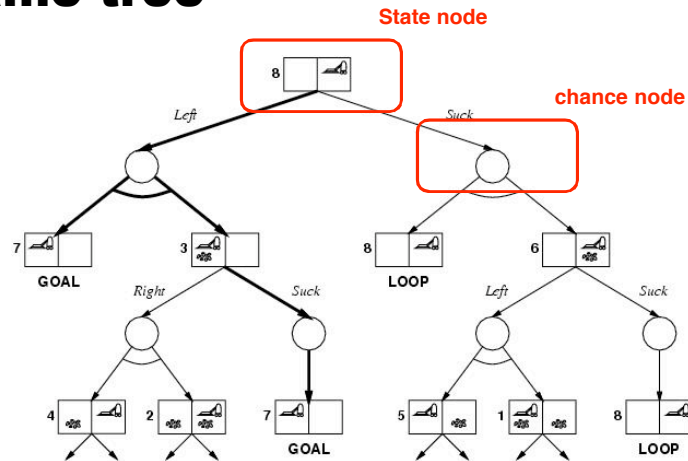 State node
8
chance node
Left
Suck
7
3
8
6
GOAL
LOOP
Right
Suck
Left
Suck
4
2
7
5
1
8
GOAL
LOOP